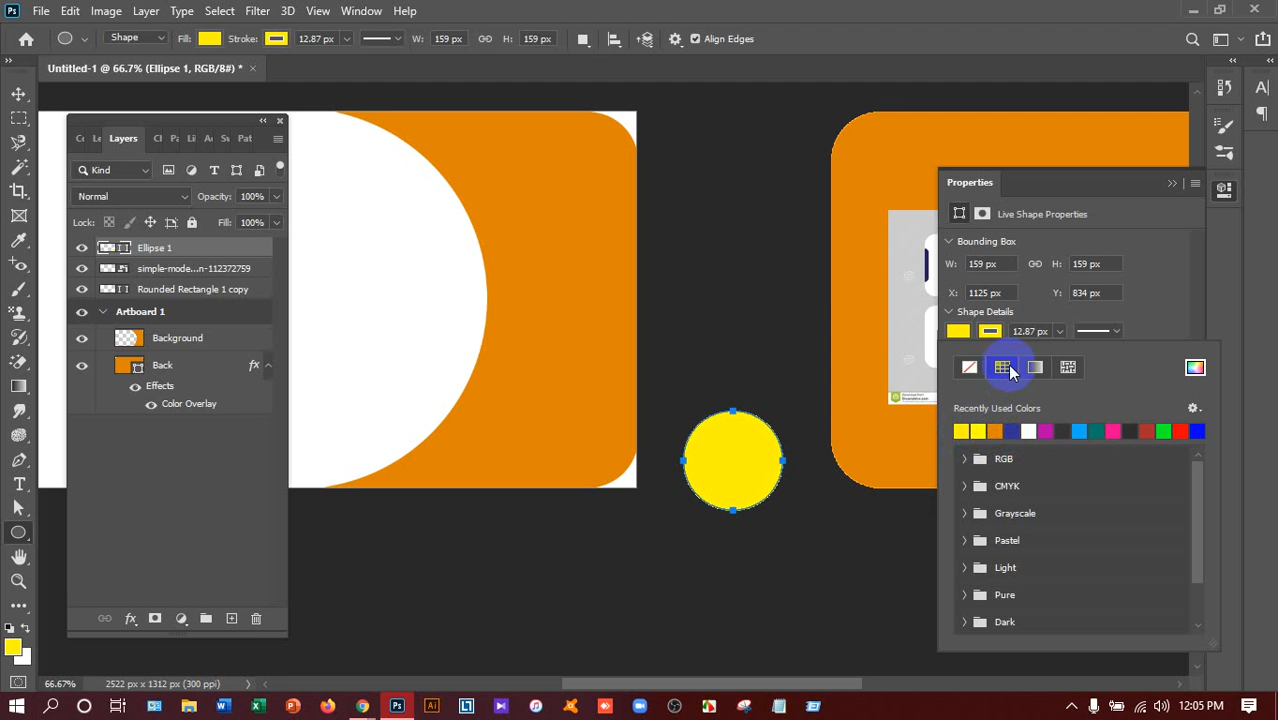 Ps File Edit Image Layer Type Select Filter 3D View Window Help
Shape Fill: Stroke: 12.87 px W: 159 px H: 159 px Align Edges
Untitled-1 @ 66.7% (Ellipse 1, RGB/8#) *
Layers Pat
Kind
Normal Opacity: 100%
Lock: Fill: 100%
Ellipse 1
simple-mode...n-112372759
Rounded Rectangle 1 copy
Artboard 1
Background
Back fx
Effects
Color Overlay
Properties
Live Shape Properties
Bounding Box
W: 159 px H: 159 px
X: 1125 px Y: 834 px
Shape Details
12.87 px
Recently Used Colors
RGB
CMYK
Grayscale
Pastel
Light
Pure
Dark
66.67% 2522 px x 1312 px (300 ppi)
12:05 PM